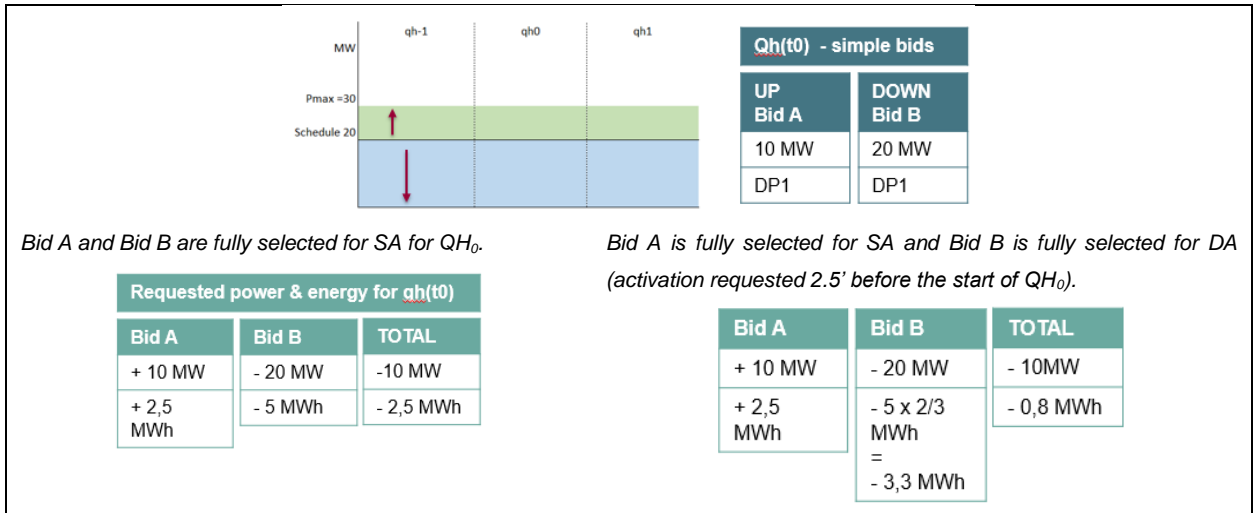 qh-1 qh0 qh1
MW
Pmax =30
Schedule 20
Qh(t0) - simple bids
UP
Bid A
DOWN
Bid B
10 MW 20 MW
DP1 DP1
Bid A and Bid B are fully selected for SA for QH₀.
Requested power & energy for qh(t0)
Bid A Bid B TOTAL
+ 10 MW - 20 MW -10 MW
+ 2,5
MWh
- 5 MWh - 2,5 MWh
Bid A is fully selected for SA and Bid B is fully selected for DA
(activation requested 2.5’ before the start of QH₀).
Bid A Bid B TOTAL
+ 10 MW - 20 MW - 10MW
+ 2,5
MWh
- 5 x 2/3
MWh
=
- 3,3 MWh
- 0,8 MWh